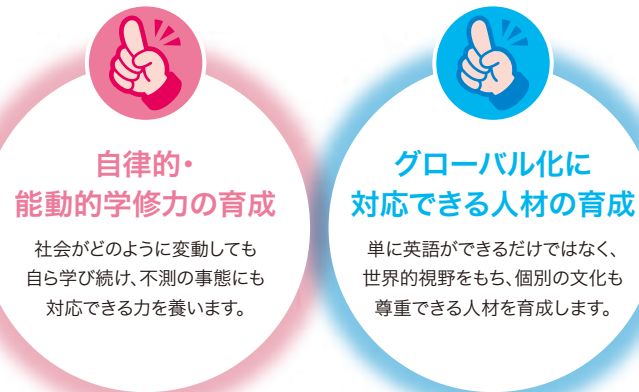 自律的・
能動的学修力の育成
社会がどのように変動しても
自ら学び続け、不測の事態にも
対応できる力を養います。
グローバル化に
対応できる人材の育成
単に英語ができるだけではなく、
世界的視野をもち、個別の文化も
尊重できる人材を育成します。